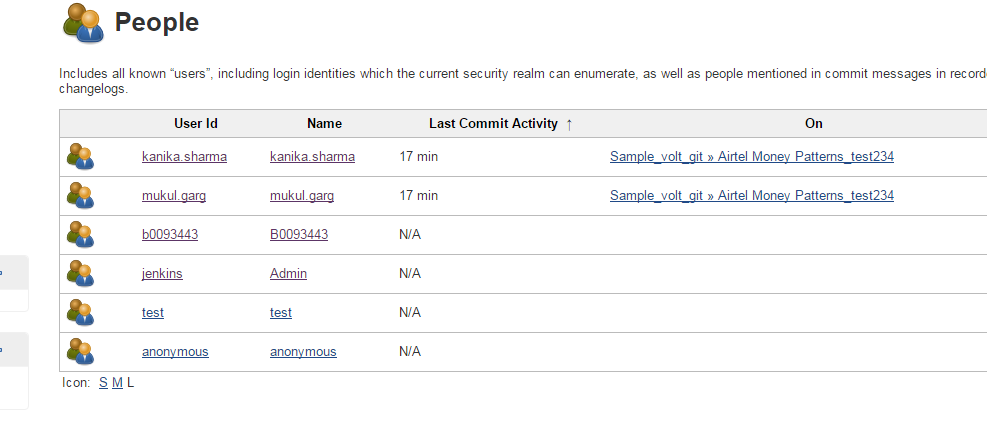 People
Includes all known “users”, including login identities which the current security realm can enumerate, as well as people mentioned in commit messages in recorde
changelogs.
User Id Name Last Commit Activity ↑ On
kanika.sharma kanika.sharma 17 min Sample_volt_git » Airtel Money Patterns_test234
mukul.garg mukul.garg 17 min Sample_volt_git » Airtel Money Patterns_test234
b0093443 B0093443 N/A
jenkins Admin N/A
test test N/A
anonymous anonymous N/A
Icon: S M L